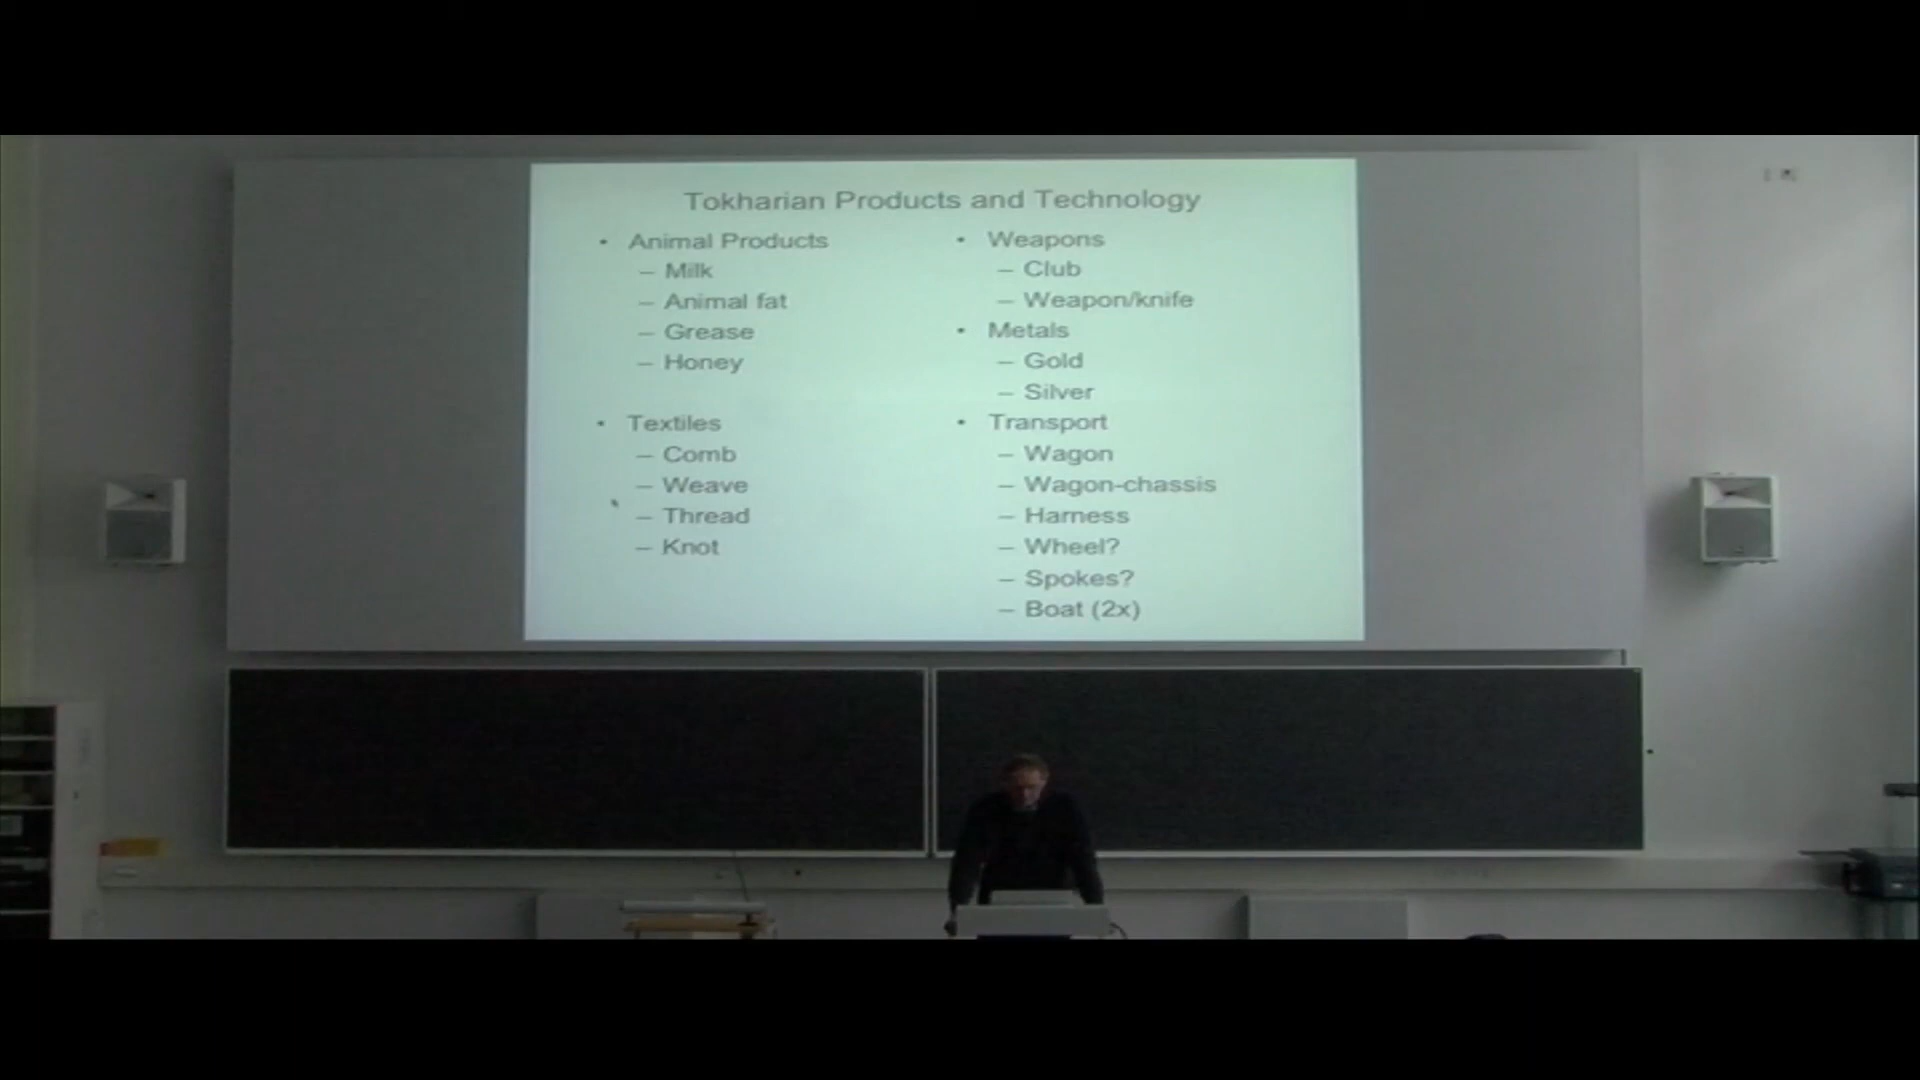 Tokharian Products and Technology
• Animal Products
– Milk
– Animal fat
– Grease
– Honey
• Textiles
– Comb
– Weave
– Thread
– Knot
• Weapons
– Club
– Weapon/knife
• Metals
– Gold
– Silver
• Transport
– Wagon
– Wagon-chassis
– Harness
– Wheel?
– Spokes?
– Boat (2x)